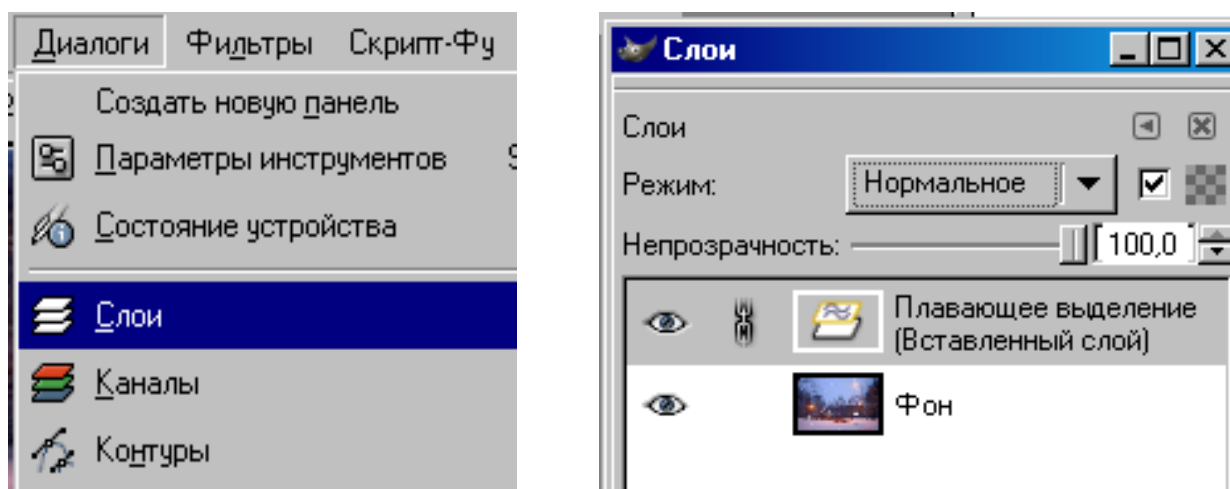 Диалоги Фильтры Скрипт-Фу
Создать новую панель
Параметры инструментов
Состояние устройства
Слои
Каналы
Контуры
Слои
Слои
Режим: Нормальное
Непрозрачность: 100,0
Плавающее выделение
(Вставленный слой)
Фон